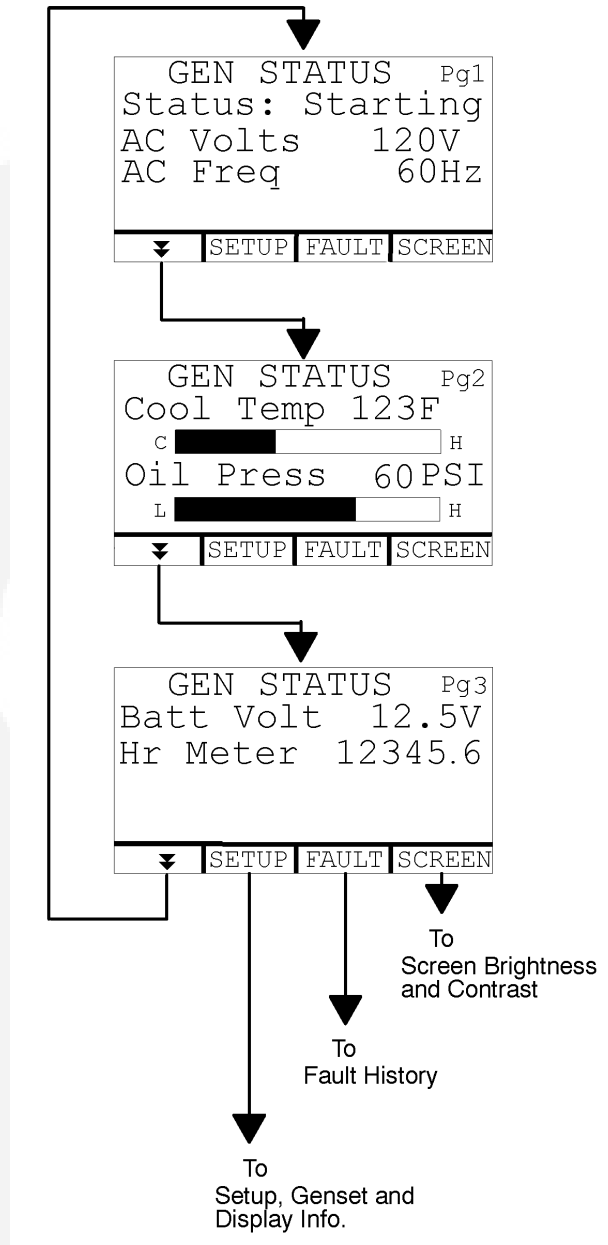 GEN STATUS Pg1
Status: Starting
AC Volts 120V
AC Freq 60Hz
SETUP FAULT SCREEN
GEN STATUS Pg2
Cool Temp 123F
C H
Oil Press 60PSI
L H
SETUP FAULT SCREEN
GEN STATUS Pg3
Batt Volt 12.5V
Hr Meter 12345.6
SETUP FAULT SCREEN
To
Screen Brightness
and Contrast
To
Fault History
To
Setup, Genset and
Display Info.